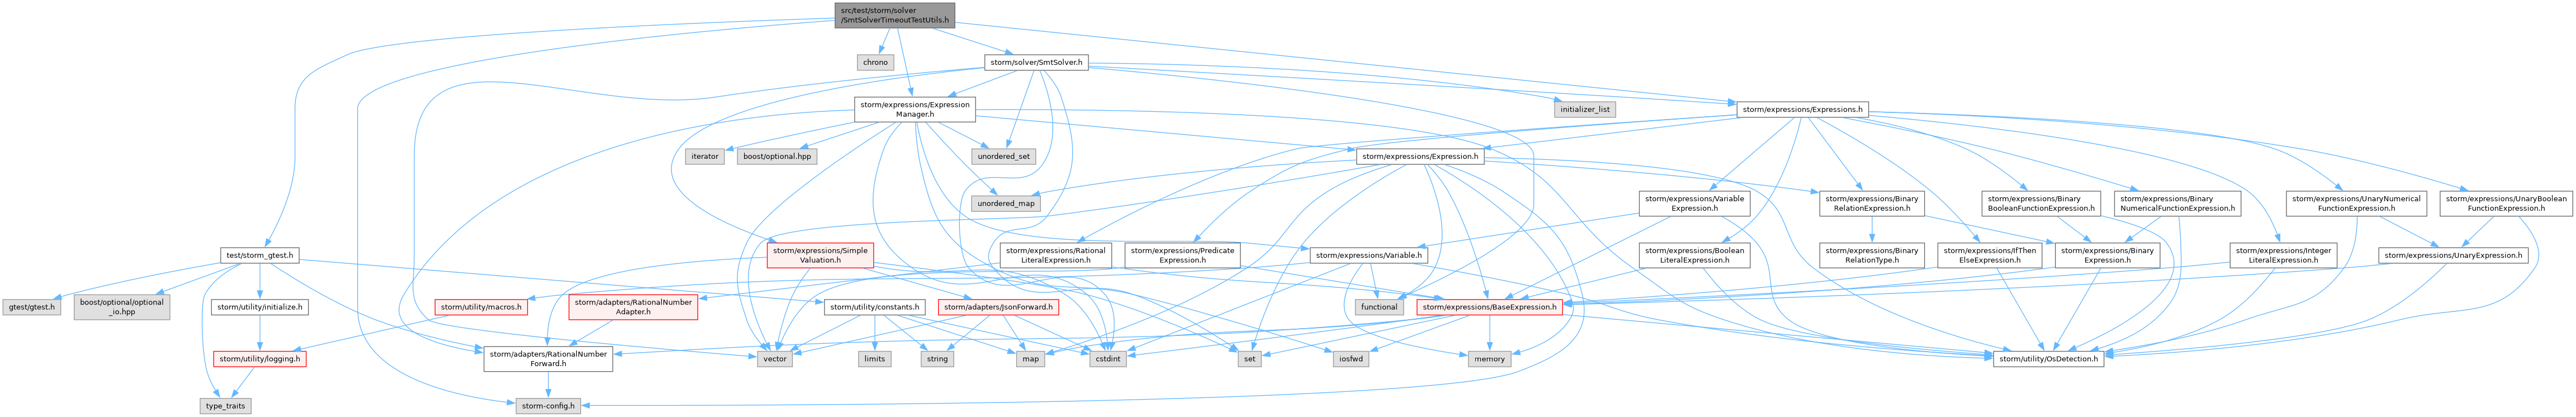 src/test/storm/solver
/SmtSolverTimeoutTestUtils.h
chrono
storm/solver/SmtSolver.h
storm/expressions/Expression
Manager.h
initializer_list
storm/expressions/Expressions.h
iterator
boost/optional.hpp
unordered_set
storm/expressions/Expression.h
unordered_map
storm/expressions/Variable
Expression.h
storm/expressions/Binary
RelationExpression.h
storm/expressions/Binary
BooleanFunctionExpression.h
storm/expressions/Binary
NumericalFunctionExpression.h
storm/expressions/UnaryNumerical
FunctionExpression.h
storm/expressions/UnaryBoolean
FunctionExpression.h
test/storm_gtest.h
storm/expressions/Simple
Valuation.h
storm/expressions/Rational
LiteralExpression.h
storm/expressions/Predicate
Expression.h
storm/expressions/Variable.h
storm/expressions/Boolean
LiteralExpression.h
storm/expressions/Binary
RelationType.h
storm/expressions/IfThen
ElseExpression.h
storm/expressions/Binary
Expression.h
storm/expressions/Integer
LiteralExpression.h
storm/expressions/UnaryExpression.h
gtest/gtest.h
boost/optional/optional
_io.hpp
storm/utility/initialize.h
storm/utility/macros.h
storm/adapters/RationalNumber
Adapter.h
storm/utility/constants.h
storm/adapters/JsonForward.h
functional
storm/expressions/BaseExpression.h
storm/utility/logging.h
storm/adapters/RationalNumber
Forward.h
vector
limits
string
map
cstdint
set
iosfwd
memory
storm/utility/OsDetection.h
type_traits
storm-config.h